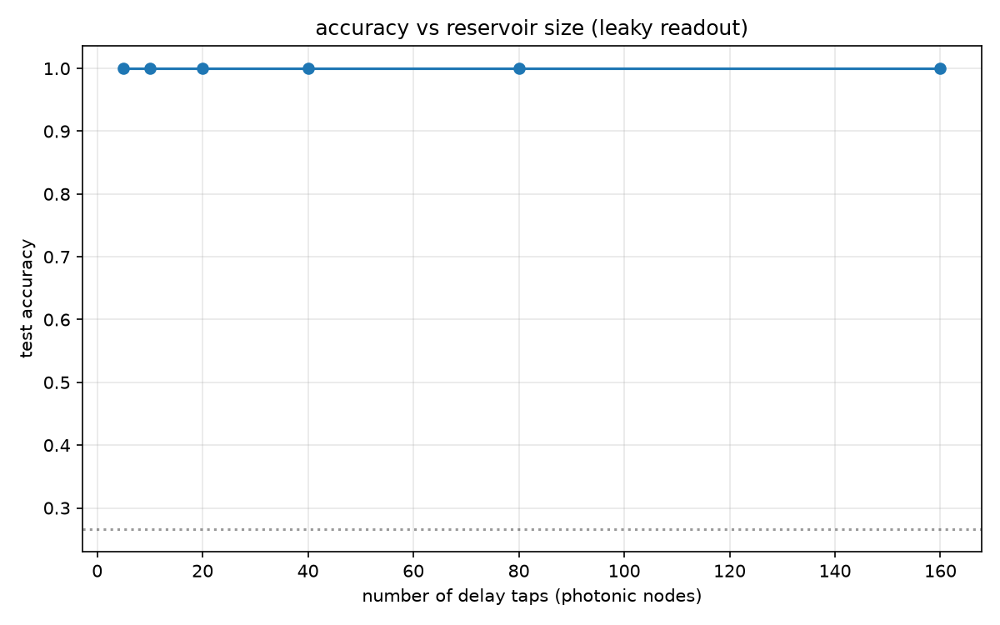 accuracy vs reservoir size (leaky readout)
1.0
0.9
0.8
0.7
0.6
0.5
0.4
0.3
test accuracy
0 20 40 60 80 100 120 140 160
number of delay taps (photonic nodes)